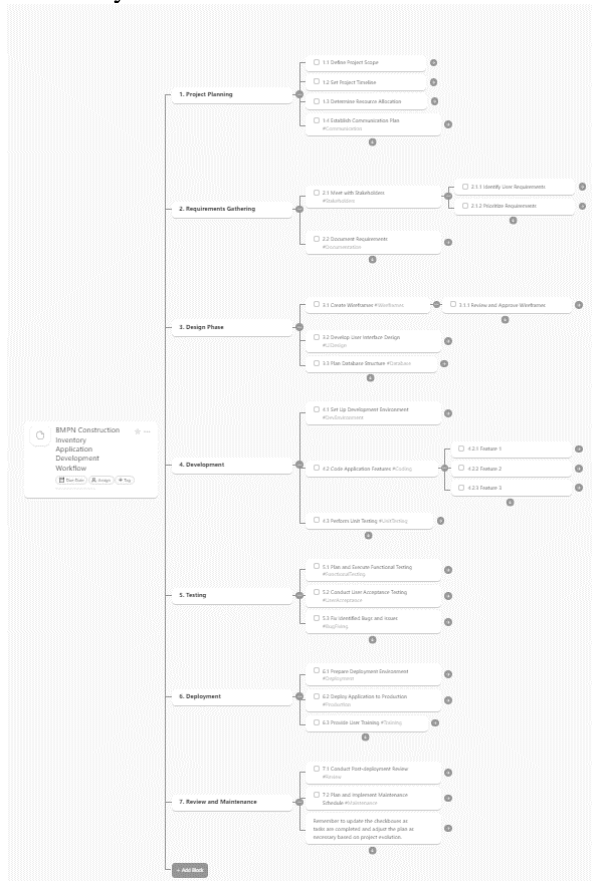 BMPN Construction
Inventory
Application
Development
Workflow
Due Date
Assign
Tag
1. Project Planning
1.1 Define Project Scope
1.2 Set Project Timeline
1.3 Determine Resource Allocation
1.4 Establish Communication Plan
#Communication
2. Requirements Gathering
2.1 Meet with Stakeholders
#Stakeholders
2.1.1 Identify User Requirements
2.1.2 Prioritize Requirements
2.2 Document Requirements
#Documentation
3. Design Phase
3.1 Create Wireframes #Wireframes
3.1.1 Review and Approve Wireframes
3.2 Develop User Interface Design
#UIDesign
3.3 Plan Database Structure #Database
4. Development
4.1 Set Up Development Environment
#DevEnvironment
4.2 Code Application Features #Coding
4.2.1 Feature 1
4.2.2 Feature 2
4.2.3 Feature 3
4.3 Perform Unit Testing #UnitTesting
5. Testing
5.1 Plan and Execute Functional Testing
#FunctionalTesting
5.2 Conduct User Acceptance Testing
#UserAcceptance
5.3 Fix Identified Bugs and Issues
#BugFixing
6. Deployment
6.1 Prepare Deployment Environment
#Deployment
6.2 Deploy Application to Production
#Production
6.3 Provide User Training #Training
7. Review and Maintenance
7.1 Conduct Post-deployment Review
#Review
7.2 Plan and Implement Maintenance
Schedule #Maintenance
Remember to update the checkboxes as
tasks are completed and adjust the plan as
necessary based on project evolution.
+ Add Block